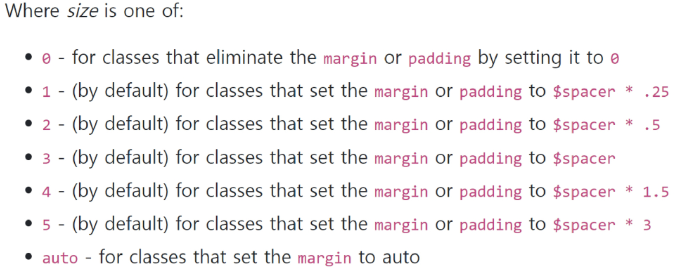 Where size is one of:
• 0 - for classes that eliminate the margin or padding by setting it to 0
• 1 - (by default) for classes that set the margin or padding to $spacer * .25
• 2 - (by default) for classes that set the margin or padding to $spacer * .5
• 3 - (by default) for classes that set the margin or padding to $spacer
• 4 - (by default) for classes that set the margin or padding to $spacer * 1.5
• 5 - (by default) for classes that set the margin or padding to $spacer * 3
• auto - for classes that set the margin to auto